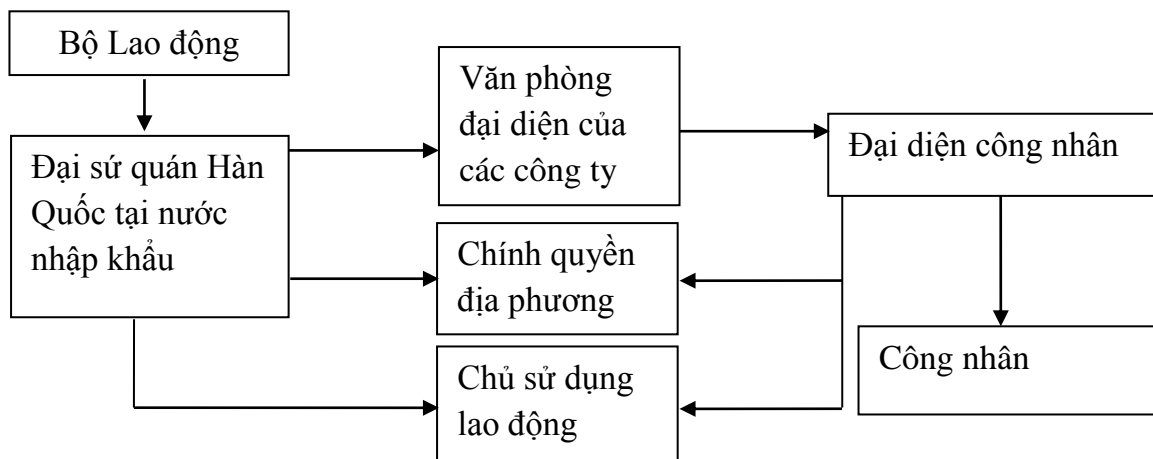 Bộ Lao động
Đại sứ quán Hàn
Quốc tại nước
nhập khẩu
Văn phòng
đại diện của
các công ty
Chính quyền
địa phương
Chủ sử dụng
lao động
Đại diện công nhân
Công nhân